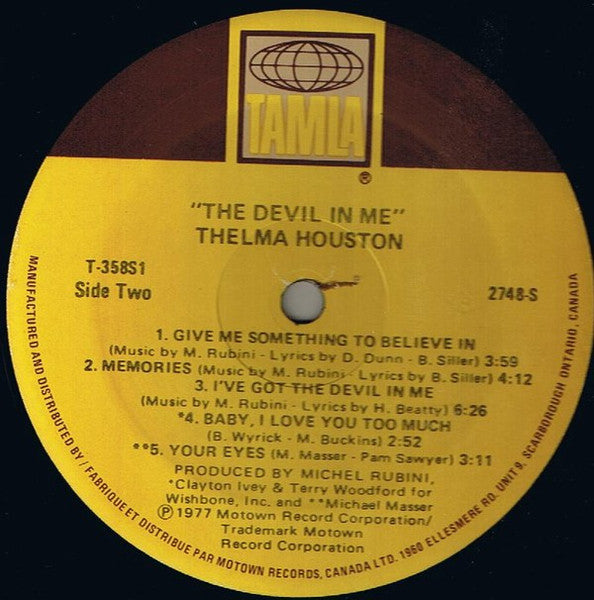 TAMLA
®
"THE DEVIL IN ME"
THELMA HOUSTON
T-358S1
Side Two
2748-S
1. GIVE ME SOMETHING TO BELIEVE IN
(Music by M. Rubini - Lyrics by D. Dunn - B. Siller) 3:59
2. MEMORIES (Music by M. Rubini - Lyrics by B. Siller) 4:12
3. I'VE GOT THE DEVIL IN ME
(Music by M. Rubini - Lyrics by H. Beatty) 6:26
*4. BABY, I LOVE YOU TOO MUCH
(B. Wyrick - M. Buckins) 2:52
**5. YOUR EYES (M. Masser - Pam Sawyer) 3:11
PRODUCED BY MICHEL RUBINI,
*Clayton Ivey & Terry Woodford for
Wishbone, Inc. and **Michael Masser
℗ 1977 Motown Record Corporation/
Trademark Motown
Record Corporation
MANUFACTURED AND DISTRIBUTED BY / FABRIQUE ET DISTRIBUE PAR MOTOWN RECORDS, CANADA LTD. 1960 ELLESMERE RD. UNIT 9, SCARBOROUGH ONTARIO, CANADA